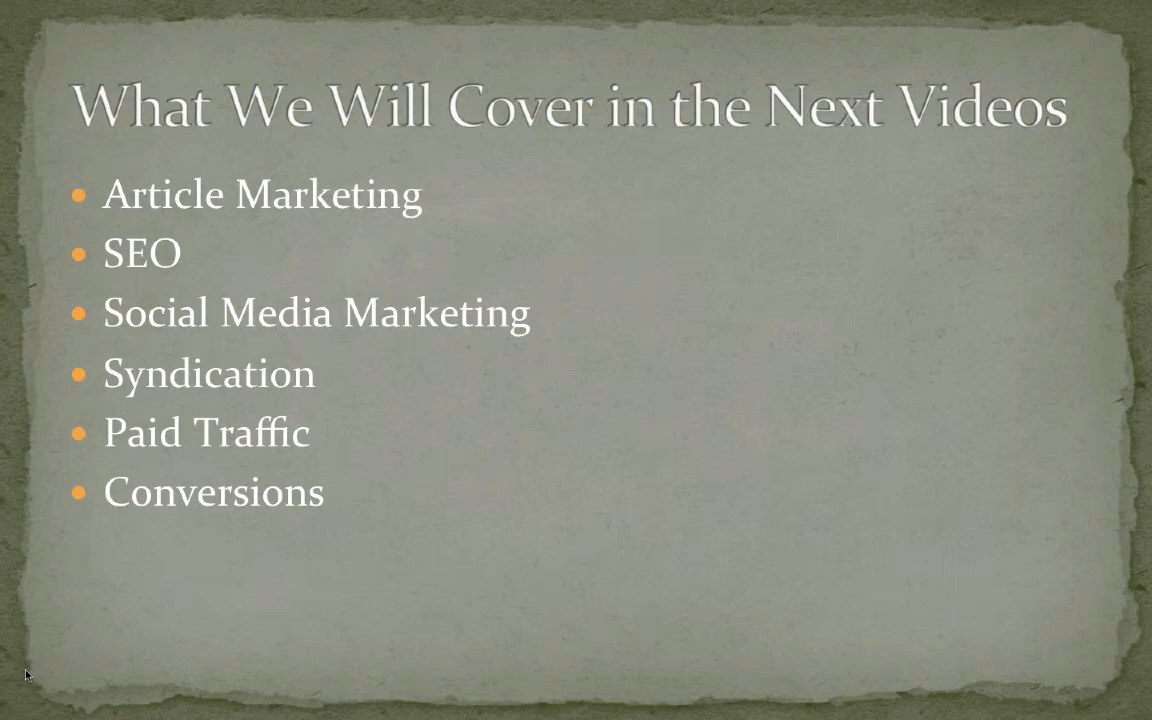 What We Will Cover in the Next Videos
Article Marketing
SEO
Social Media Marketing
Syndication
Paid Traffic
Conversions